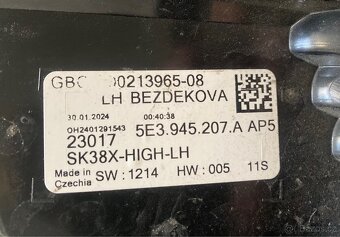 GBC 00213965-08
LH BEZDEKOVA
30.01.2024 00:40:38
OH2401291543 5E3.945.207.A AP5
23017
SK38X-HIGH-LH
Made in
Czechia SW : 1214 HW : 005 11S